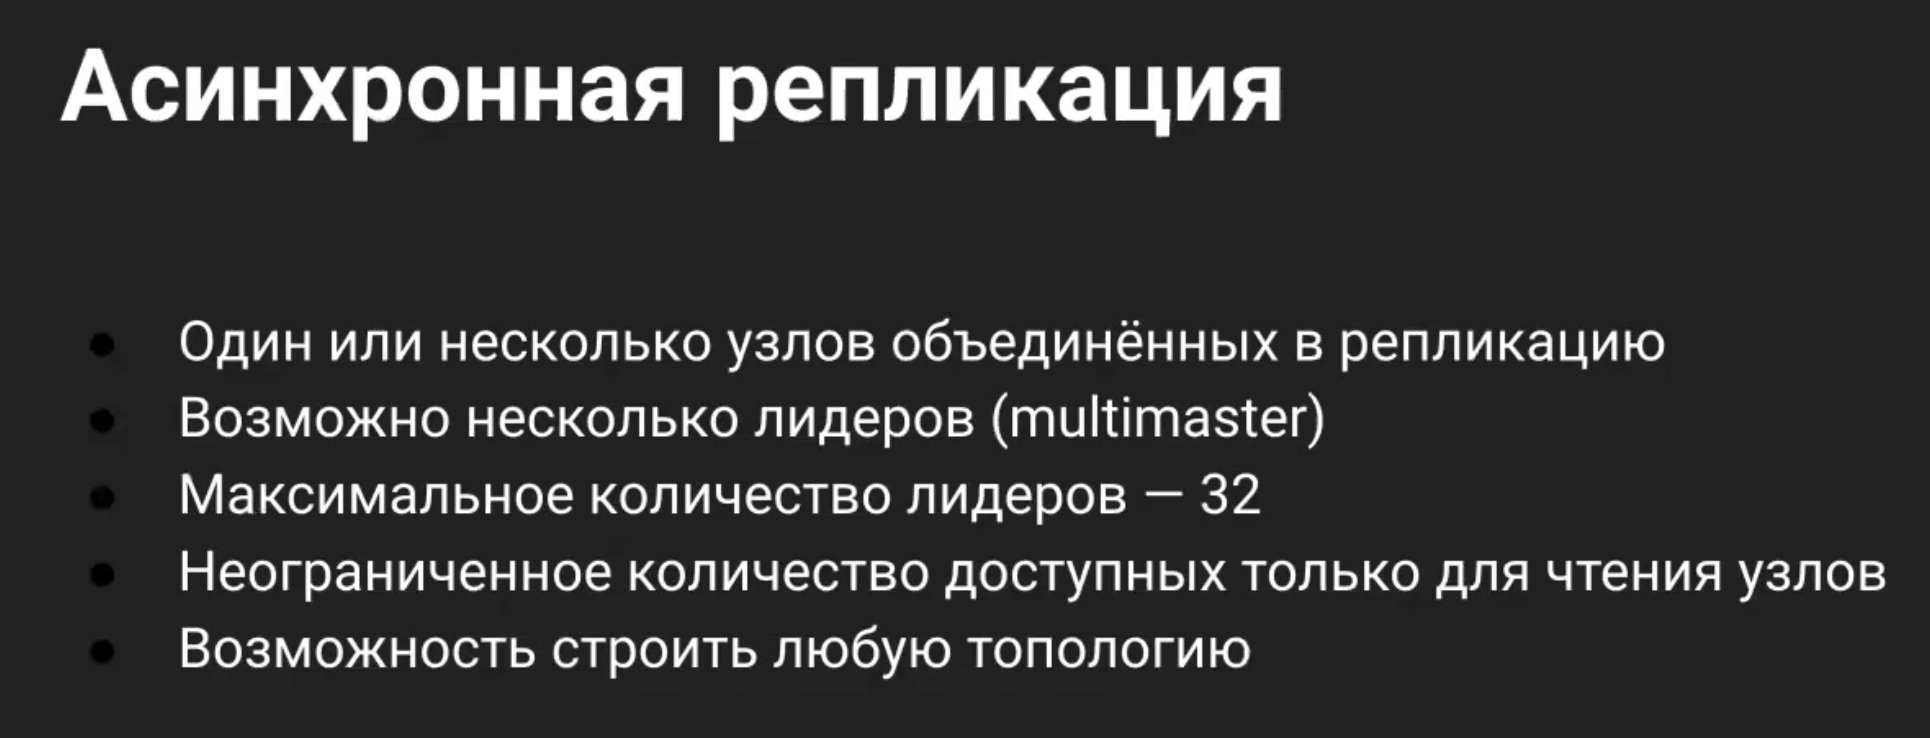 Асинхронная репликация
● Один или несколько узлов объединённых в репликацию
● Возможно несколько лидеров (multimaster)
● Максимальное количество лидеров — 32
● Неограниченное количество доступных только для чтения узлов
● Возможность строить любую топологию